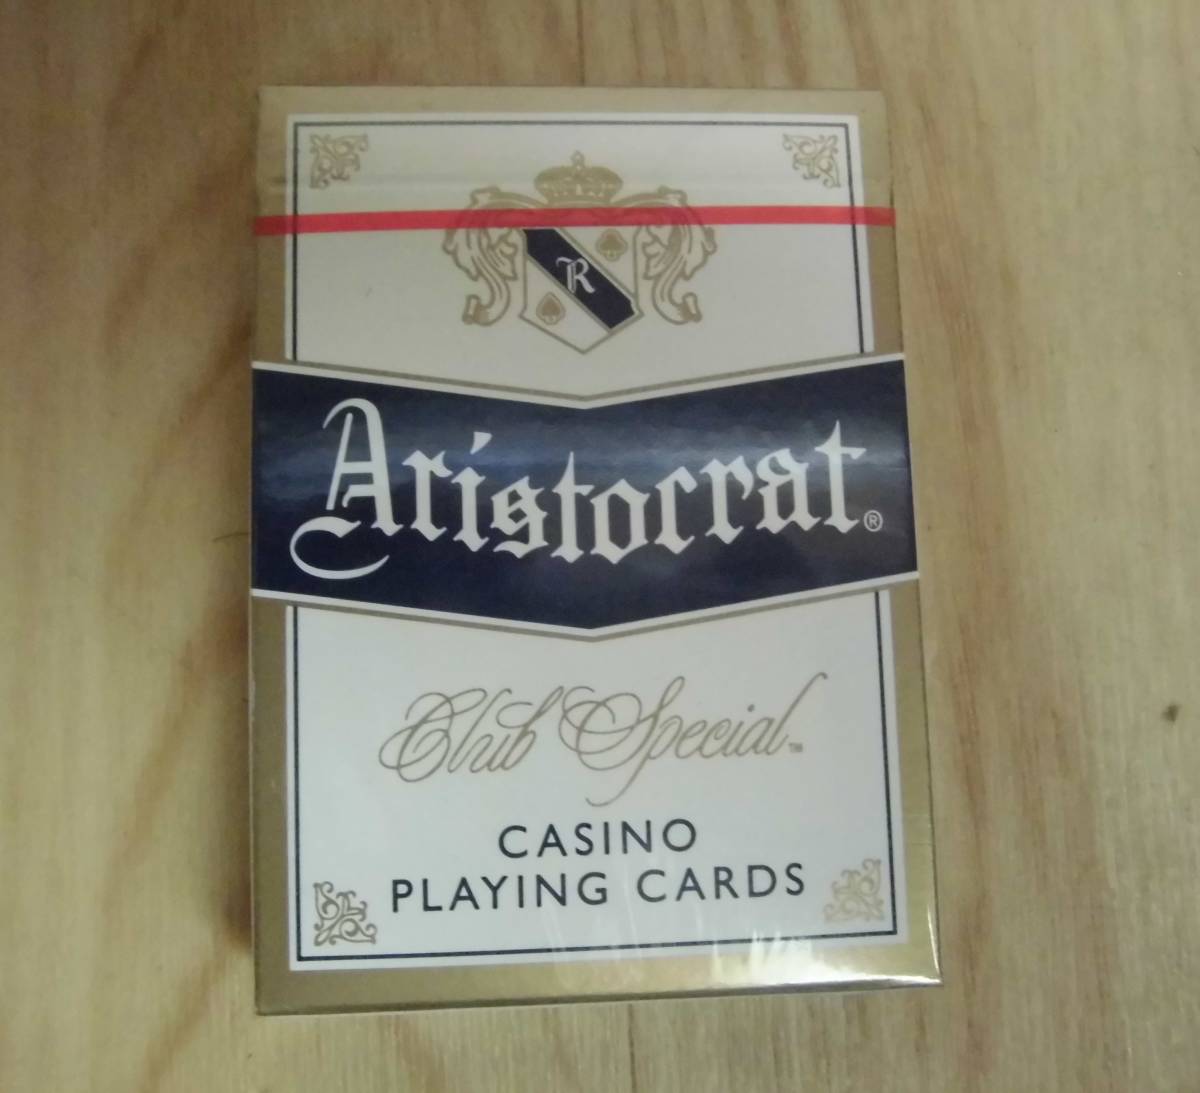 R
Aristocrat®
Club Special™
CASINO
PLAYING CARDS